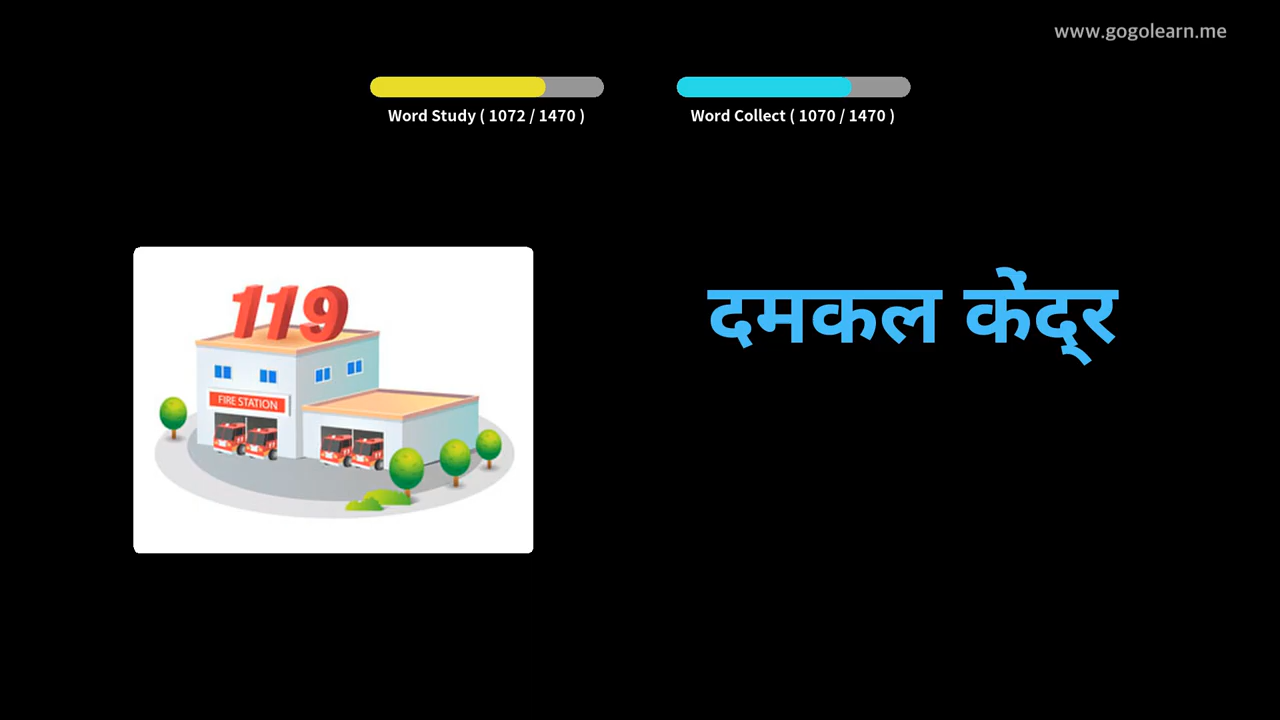 www.gogolearn.me
Word Study ( 1072 / 1470 )
Word Collect ( 1070 / 1470 )
119
FIRE STATION
दमकल केंद्र